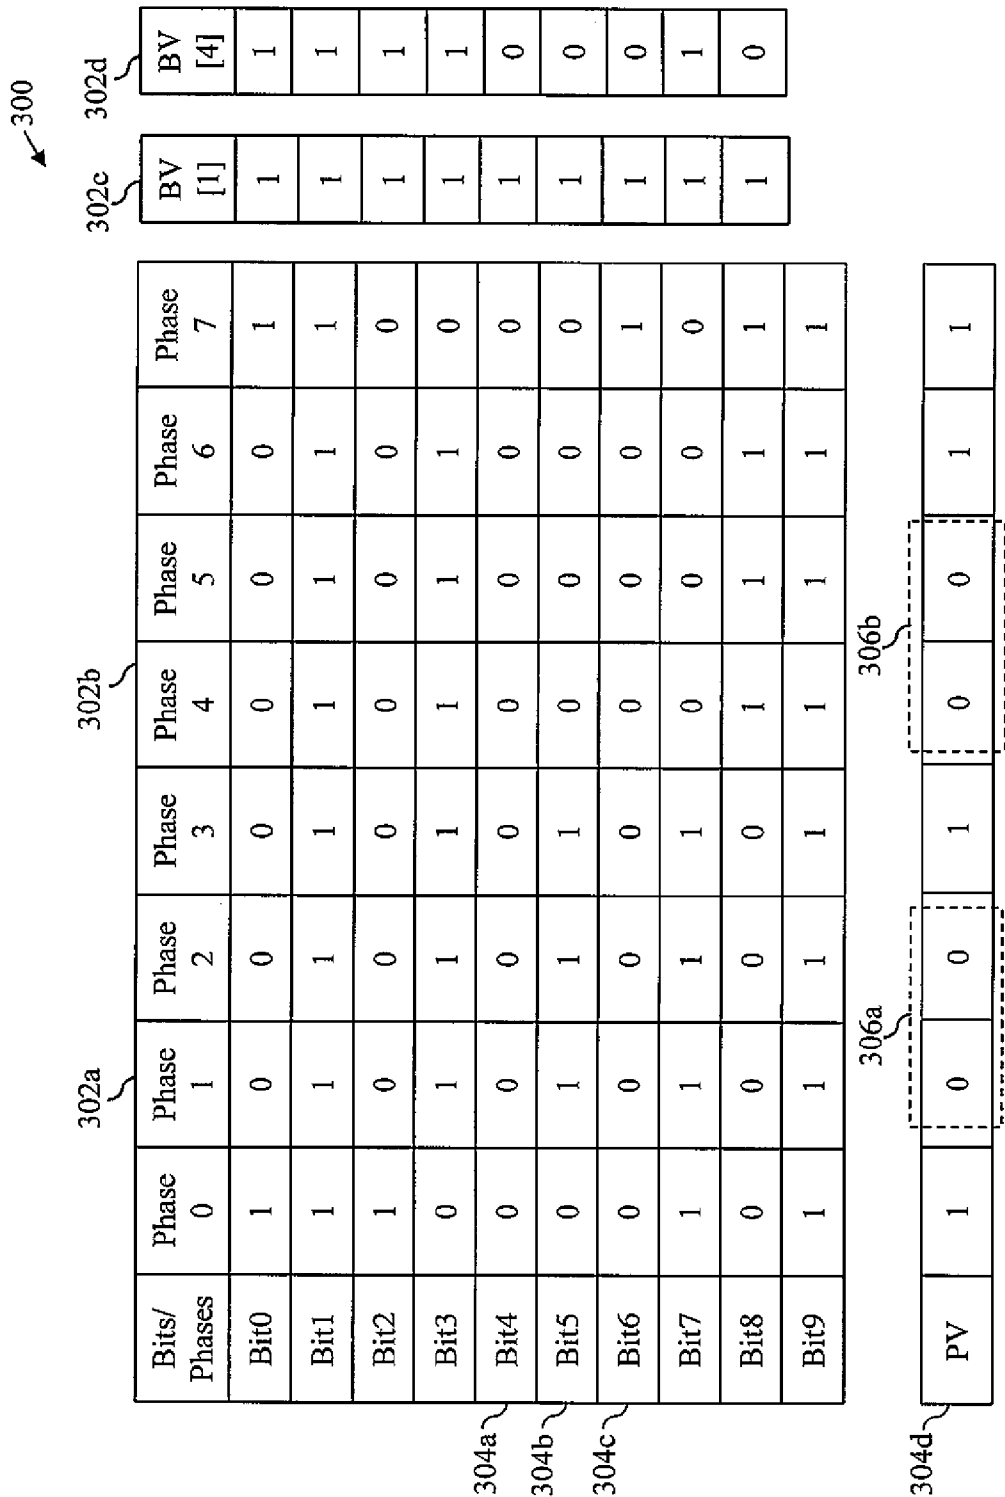 300
302a
302b
302c
302d
Bits/ Phases | Phase 0 | Phase 1 | Phase 2 | Phase 3 | Phase 4 | Phase 5 | Phase 6 | Phase 7 | BV [1] | BV [4]
Bit0 | 1 | 0 | 0 | 0 | 0 | 0 | 0 | 1 | 1 | 1
Bit1 | 1 | 1 | 1 | 1 | 1 | 1 | 1 | 1 | 1 | 1
Bit2 | 1 | 0 | 0 | 0 | 0 | 0 | 0 | 0 | 1 | 1
Bit3 | 0 | 1 | 1 | 1 | 1 | 1 | 1 | 0 | 1 | 1
304a Bit4 | 0 | 0 | 0 | 0 | 0 | 0 | 0 | 0 | 1 | 0
304b Bit5 | 0 | 1 | 1 | 1 | 0 | 0 | 0 | 0 | 1 | 0
304c Bit6 | 0 | 0 | 0 | 0 | 0 | 0 | 0 | 1 | 1 | 0
Bit7 | 1 | 1 | 1 | 1 | 0 | 0 | 0 | 0 | 1 | 1
Bit8 | 0 | 0 | 0 | 0 | 1 | 1 | 1 | 1 | 1 | 0
Bit9 | 1 | 1 | 1 | 1 | 1 | 1 | 1 | 1
306a
306b
304d PV | 1 | 0 | 0 | 1 | 0 | 0 | 1 | 1